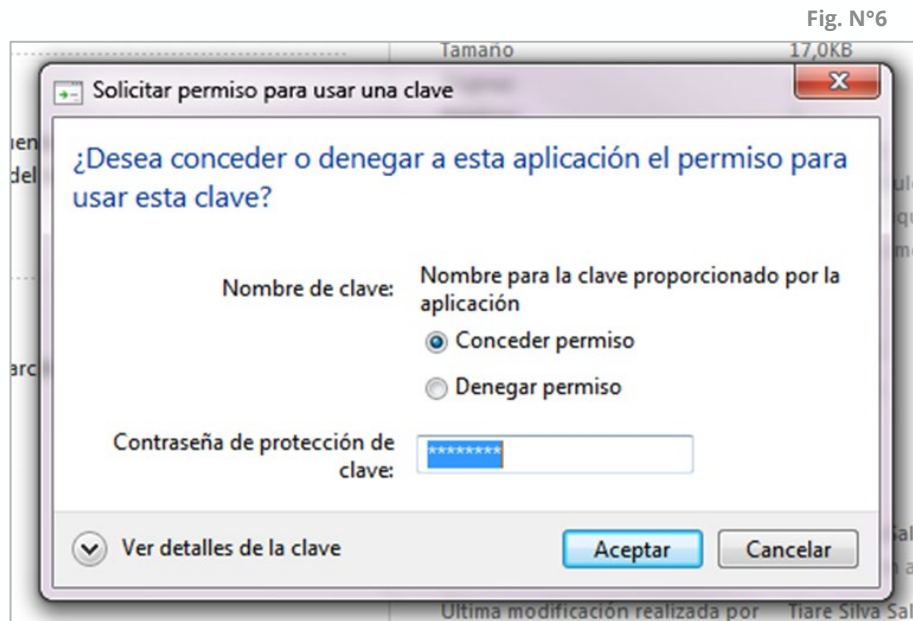 Fig. N°6
Tamaño 17,0KB
Solicitar permiso para usar una clave
¿Desea conceder o denegar a esta aplicación el permiso para
usar esta clave?
Nombre de clave:
Nombre para la clave proporcionado por la
aplicación
Conceder permiso
Denegar permiso
Contraseña de protección de
clave:
********
Ver detalles de la clave
Aceptar
Cancelar
Última modificación realizada por Tiare Silva Sal